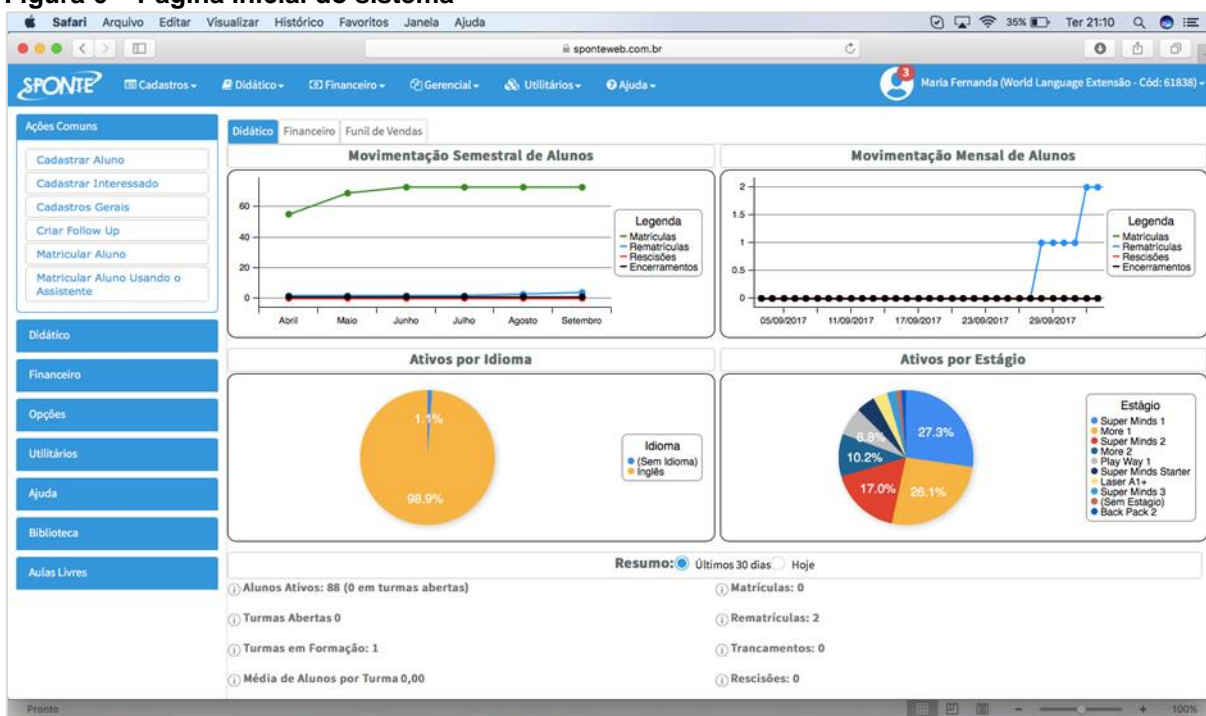 Figura 6 – Página inicial do sistema
Safari Arquivo Editar Visualizar Histórico Favoritos Janela Ajuda 35% Ter 21:10
sponteweb.com.br
SPONTE Cadastros Didático Financeiro Gerencial Utilitários Ajuda 3 Maria Fernanda (World Language Extensão - Cód: 61838)
Ações Comuns
Cadastrar Aluno
Cadastrar Interessado
Cadastros Gerais
Criar Follow Up
Matricular Aluno
Matricular Aluno Usando o
Assistente
Didático
Financeiro
Opções
Utilitários
Ajuda
Biblioteca
Aulas Livres
Didático Financeiro Funil de Vendas
Movimentação Semestral de Alunos
60
40
20
0
Abril Maio Junho Julho Agosto Setembro
Legenda
Matrículas
Rematrículas
Rescisões
Encerramentos
Movimentação Mensal de Alunos
2
1.5
1
0.5
0
05/09/2017 11/09/2017 17/09/2017 23/09/2017 29/09/2017
Legenda
Matrículas
Rematrículas
Rescisões
Encerramentos
Ativos por Idioma
1.1%
98.9%
Idioma
(Sem Idioma)
Inglês
Ativos por Estágio
27.3%
6.8%
10.2%
17.0%
26.1%
Estágio
Super Minds 1
More 1
Super Minds 2
More 2
Play Way 1
Super Minds Starter
Laser A1+
Super Minds 3
(Sem Estagio)
Back Pack 2
Resumo: Últimos 30 dias Hoje
Alunos Ativos: 88 (0 em turmas abertas)
Matrículas: 0
Turmas Abertas 0
Rematrículas: 2
Turmas em Formação: 1
Trancamentos: 0
Média de Alunos por Turma 0,00
Rescisões: 0
Pronto 100%